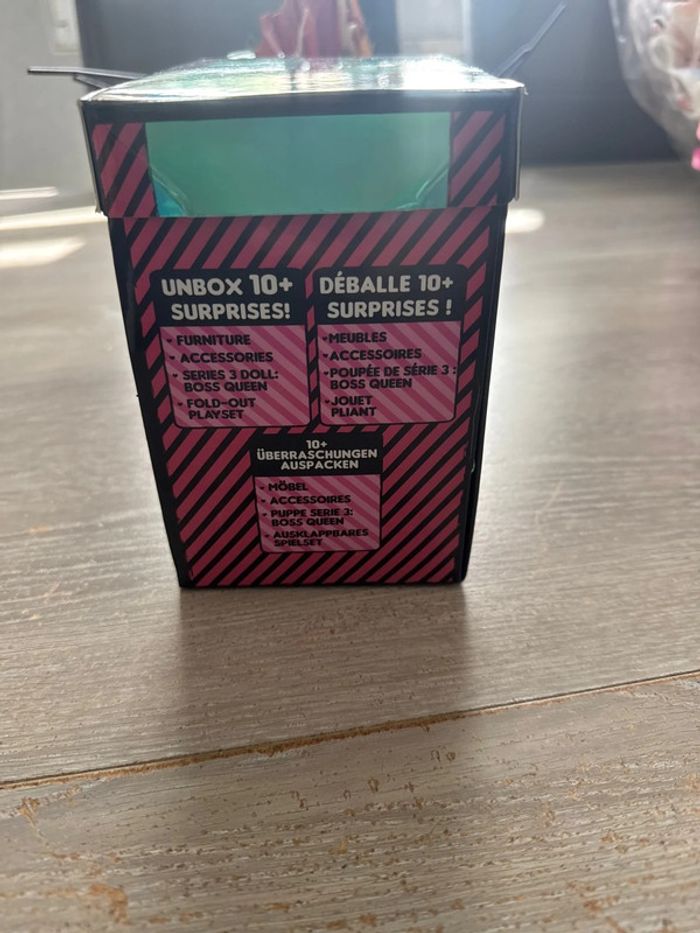 UNBOX 10+
SURPRISES!
FURNITURE
ACCESSORIES
SERIES 3 DOLL:
BOSS QUEEN
FOLD-OUT
PLAYSET
DÉBALLE 10+
SURPRISES !
MEUBLES
ACCESSOIRES
POUPÉE DE SÉRIE 3 :
BOSS QUEEN
JOUET
PLIANT
10+
ÜBERRASCHUNGEN
AUSPACKEN
MÖBEL
ACCESSOIRES
PUPPE SERIE 3:
BOSS QUEEN
AUSKLAPPBARES
SPIELSET